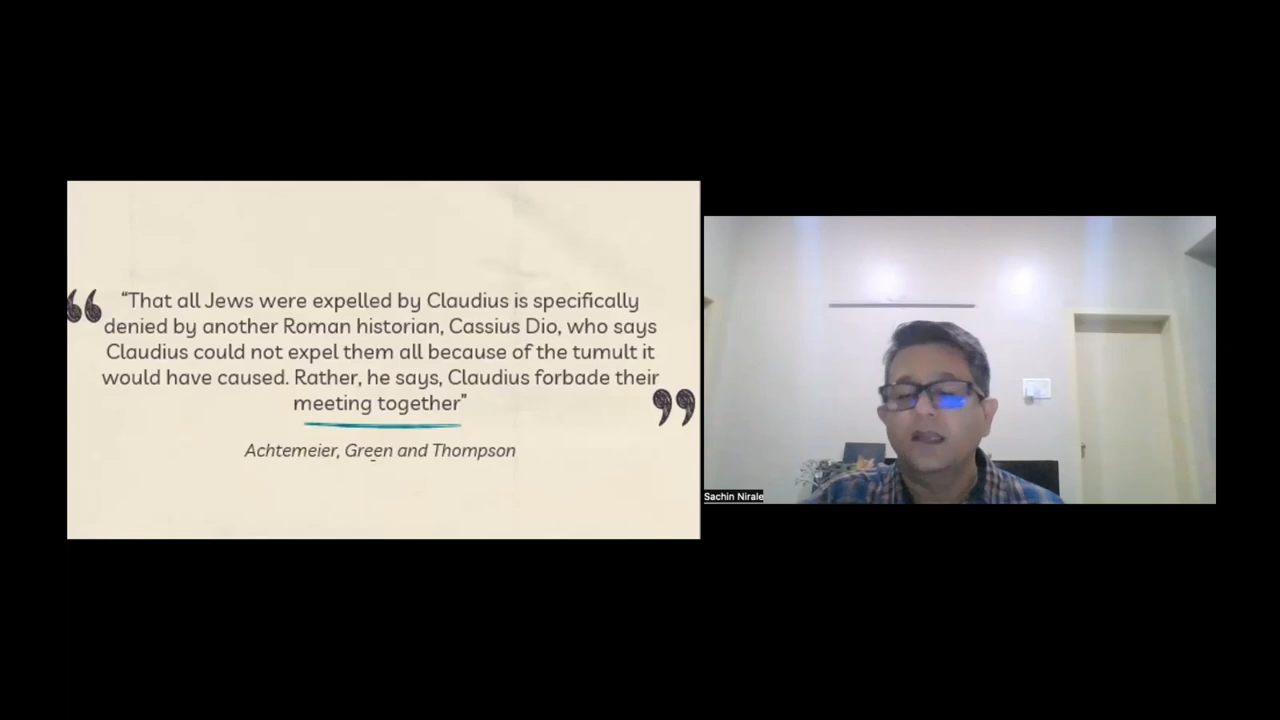 “That all Jews were expelled by Claudius is specifically
denied by another Roman historian, Cassius Dio, who says
Claudius could not expel them all because of the tumult it
would have caused. Rather, he says, Claudius forbade their
meeting together”
Achtemeier, Green and Thompson
Sachin Nirale